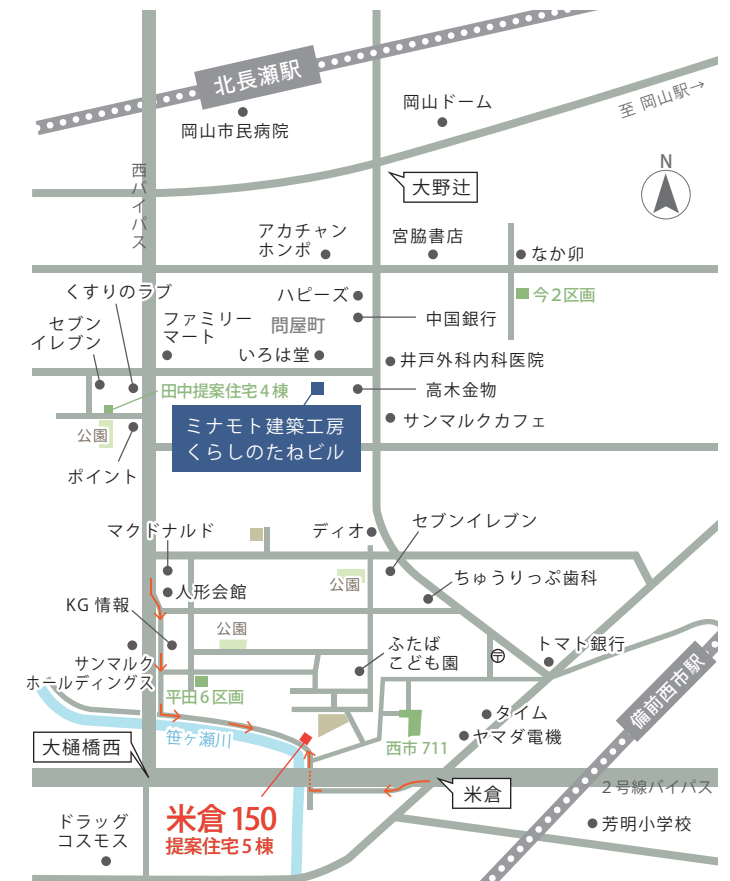 北長瀬駅
岡山市民病院
岡山ドーム
至 岡山駅→
西バイパス
大野辻
N
アカチャン
ホンポ
宮脇書店
なか卯
くすりのラブ
ハピーズ
今2区画
セブン
イレブン
ファミリー
マート
問屋町
中国銀行
いろは堂
井戸外科内科医院
田中提案住宅4棟
高木金物
ミナモト建築工房
くらしのたねビル
サンマルクカフェ
公園
ポイント
マクドナルド
ディオ
セブンイレブン
人形会館
公園
ちゅうりっぷ歯科
KG 情報
公園
サンマルク
ホールディングス
ふたば
こども園
〒
トマト銀行
備前西市駅
平田6区画
タイム
笹ヶ瀬川
西市 711
ヤマダ電機
大樋橋西
米倉
2号線バイパス
米倉 150
提案住宅5棟
ドラッグ
コスモス
芳明小学校